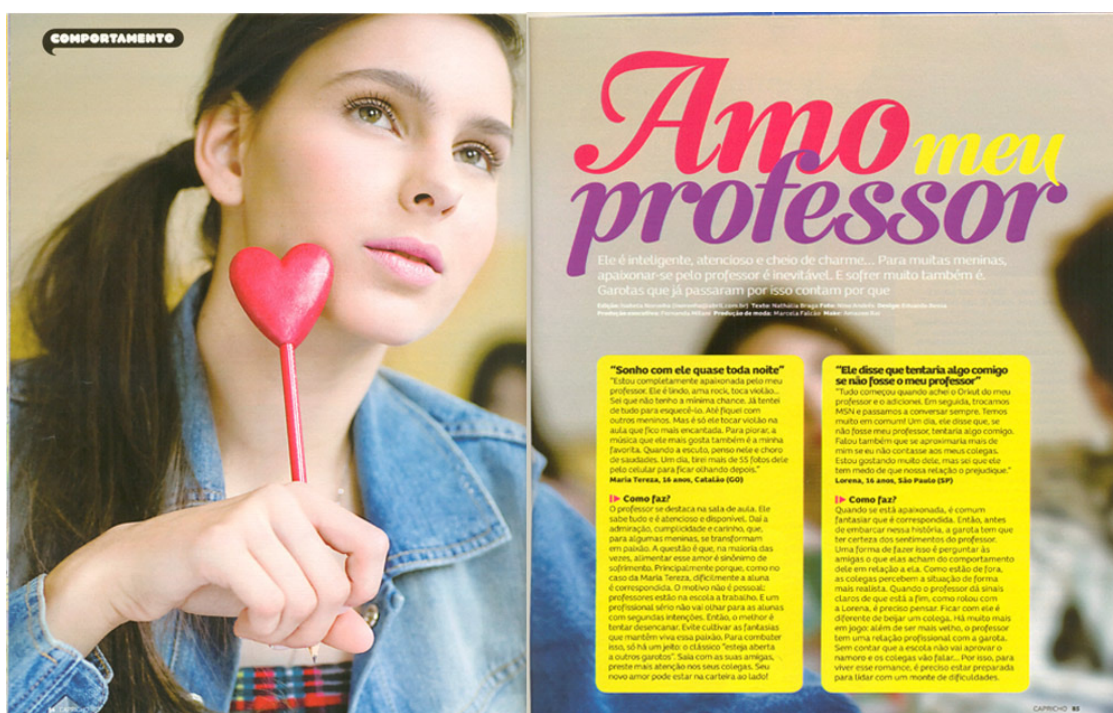 COMPORTAMENTO
Amo meu
professor
Ele é inteligente, atencioso e cheio de charme... Para muitas meninas,
apaixonar-se pelo professor é inevitável. E sofrer muito também é.
Garotas que já passaram por isso contam por que
Produção executiva: Fernanda Milani Produção de moda: Marcela Falcão Make:
"Sonho com ele quase toda noite"
"Estou completamente apaixonada pelo meu
professor. Ele é lindo, ama rock, toca violão...
Sei que não tenho a mínima chance. Já tentei
de tudo para esquecê-lo. Até fiquei com
outros meninos. Mas é só ele tocar violão na
aula que fico mais encantada. Para piorar, a
música que ele mais gosta também é a minha
favorita. Quando a escuto, penso nele e choro
de saudades. Um dia, tirei mais de 55 fotos dele
pelo celular para ficar olhando depois."
Maria Tereza, 16 anos, Catalão (GO)
Como faz?
O professor se destaca na sala de aula. Ele
sabe tudo e é atencioso e disponível. Daí a
admiração, cumplicidade e carinho, que,
para algumas meninas, se transformam
em paixão. A questão é que, na maioria das
vezes, alimentar esse amor é sinônimo de
sofrimento. Principalmente porque, como no
caso da Maria Tereza, dificilmente a aluna
é correspondida. O motivo não é pessoal:
professores estão na escola a trabalho. E um
profissional sério não vai olhar para as alunas
com segundas intenções. Então, o melhor é
tentar desencanar. Evite cultivar as fantasias
que mantêm viva essa paixão. Para combater
isso, só há um jeito: o clássico "esteja aberta
a outros garotos". Saia com as suas amigas,
preste mais atenção nos seus colegas. Seu
novo amor pode estar na carteira ao lado!
"Ele disse que tentaria algo comigo
se não fosse o meu professor"
"Tudo começou quando achei o Orkut do meu
professor e o adicionei. Em seguida, trocamos
MSN e passamos a conversar sempre. Temos
muito em comum! Um dia, ele disse que, se
não fosse meu professor, tentaria algo comigo.
Falou também que se aproximaria mais de
mim se eu não contasse aos meus colegas.
Estou gostando muito dele, mas sei que ele
tem medo de que nossa relação o prejudique."
Lorena, 16 anos, São Paulo (SP)
Como faz?
Quando se está apaixonada, é comum
fantasiar que é correspondida. Então, antes
de embarcar nessa história, a garota tem que
ter certeza dos sentimentos do professor.
Uma forma de fazer isso é perguntar às
amigas o que elas acham do comportamento
dele em relação a ela. Como estão de fora,
as colegas percebem a situação de forma
mais realista. Quando o professor dá sinais
claros de que está a fim, como rolou com
a Lorena, é preciso pensar. Ficar com ele é
diferente de beijar um colega. Há muito mais
em jogo: além de ser mais velho, o professor
tem uma relação profissional com a garota.
Sem contar que a escola não vai aprovar o
namoro e os colegas vão falar... Por isso, para
viver esse romance, é preciso estar preparada
para lidar com um monte de dificuldades.
CAPRICHO 85